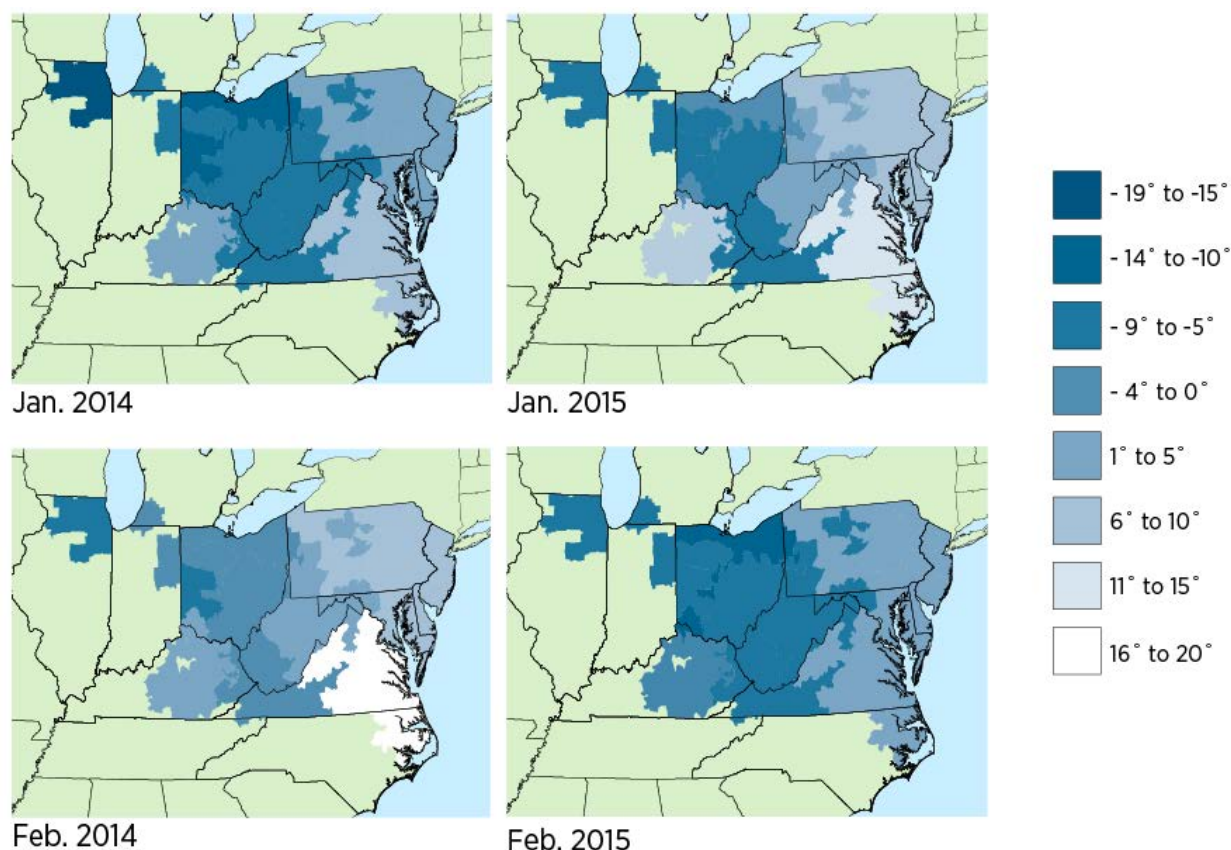 Jan. 2014
Jan. 2015
Feb. 2014
Feb. 2015
- 19° to -15°
- 14° to -10°
- 9° to -5°
- 4° to 0°
1° to 5°
6° to 10°
11° to 15°
16° to 20°